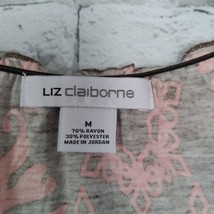 LIZ claiborne
M
70% RAYON
30% POLYESTER
MADE IN JORDAN